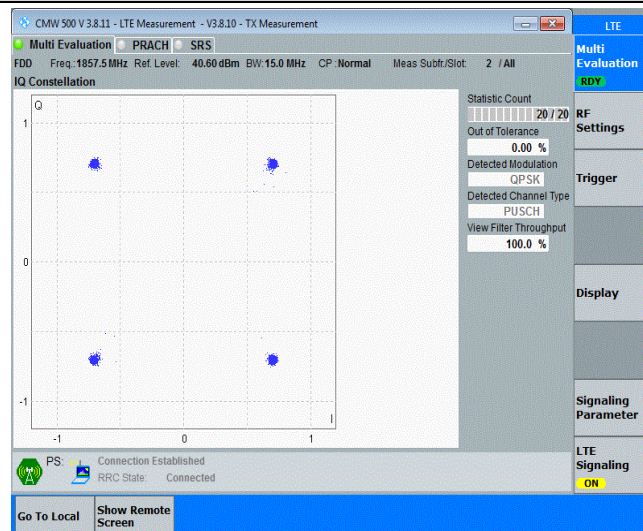 CMW 500 V 3.8.11 - LTE Measurement - V3.8.10 - TX Measurement
LTE
Multi Evaluation PRACH SRS
Multi
Evaluation
RDY
FDD Freq.:1857.5 MHz Ref. Level: 40.60 dBm BW:15.0 MHz CP :Normal Meas Subfr./Slot: 2 / All
IQ Constellation
Q
1
0
-1
-1
0
1
I
Statistic Count
20 / 20
Out of Tolerance
0.00 %
Detected Modulation
QPSK
Detected Channel Type
PUSCH
View Filter Throughput
100.0 %
RF
Settings
Trigger
Display
Signaling
Parameter
LTE
Signaling
ON
PS:
Connection Established
RRC State: Connected
Go To Local
Show Remote
Screen